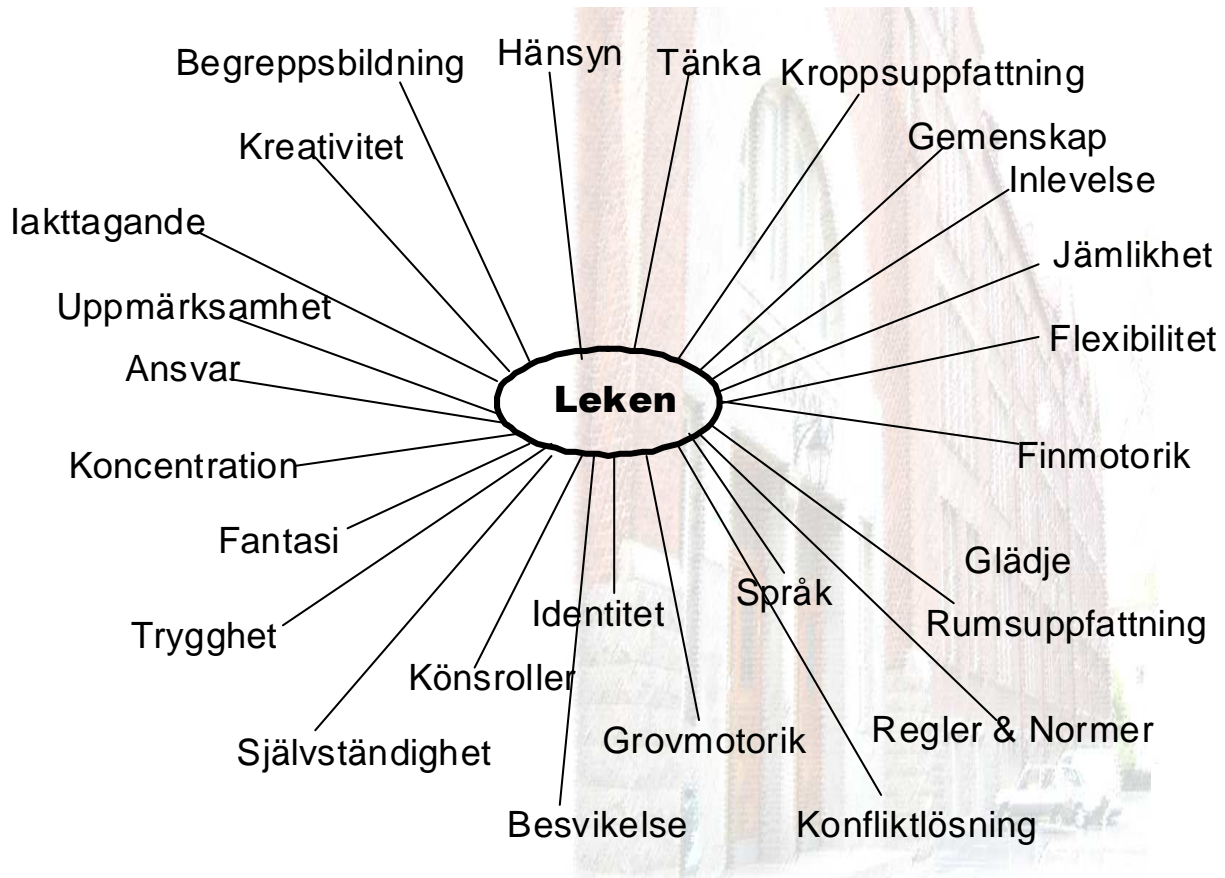 Begreppsbildning
Hänsyn
Tänka
Kroppsuppfattning
Kreativitet
Gemenskap
Inlevelse
Iakttagande
Jämlikhet
Uppmärksamhet
Flexibilitet
Ansvar
Leken
Koncentration
Finmotorik
Fantasi
Glädje
Språk
Identitet
Rumsuppfattning
Trygghet
Könsroller
Regler & Normer
Självständighet
Grovmotorik
Besvikelse
Konfliktlösning